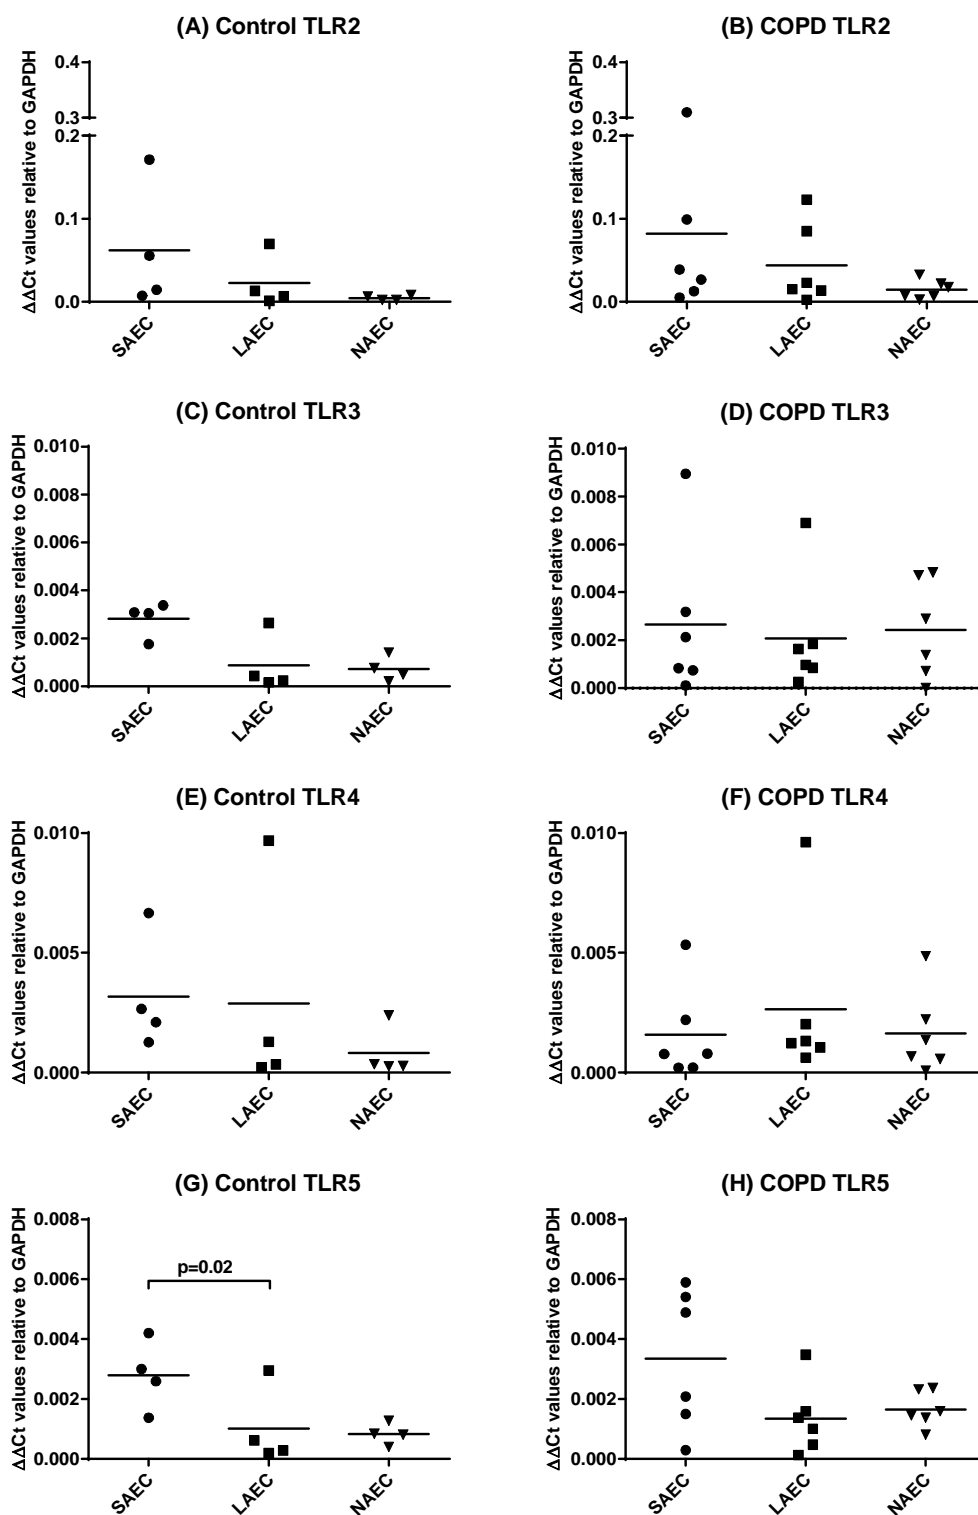 (A) Control TLR2
ΔΔCt values relative to GAPDH
0.4
0.3
0.2
0.1
0.0
SAEC
LAEC
NAEC
(B) COPD TLR2
ΔΔCt values relative to GAPDH
0.4
0.3
0.2
0.1
0.0
SAEC
LAEC
NAEC
(C) Control TLR3
ΔΔCt values relative to GAPDH
0.010
0.008
0.006
0.004
0.002
0.000
SAEC
LAEC
NAEC
(D) COPD TLR3
ΔΔCt values relative to GAPDH
0.010
0.008
0.006
0.004
0.002
0.000
SAEC
LAEC
NAEC
(E) Control TLR4
ΔΔCt values relative to GAPDH
0.010
0.005
0.000
SAEC
LAEC
NAEC
(F) COPD TLR4
ΔΔCt values relative to GAPDH
0.010
0.005
0.000
SAEC
LAEC
NAEC
(G) Control TLR5
ΔΔCt values relative to GAPDH
0.008
0.006
0.004
0.002
0.000
p=0.02
SAEC
LAEC
NAEC
(H) COPD TLR5
ΔΔCt values relative to GAPDH
0.008
0.006
0.004
0.002
0.000
SAEC
LAEC
NAEC